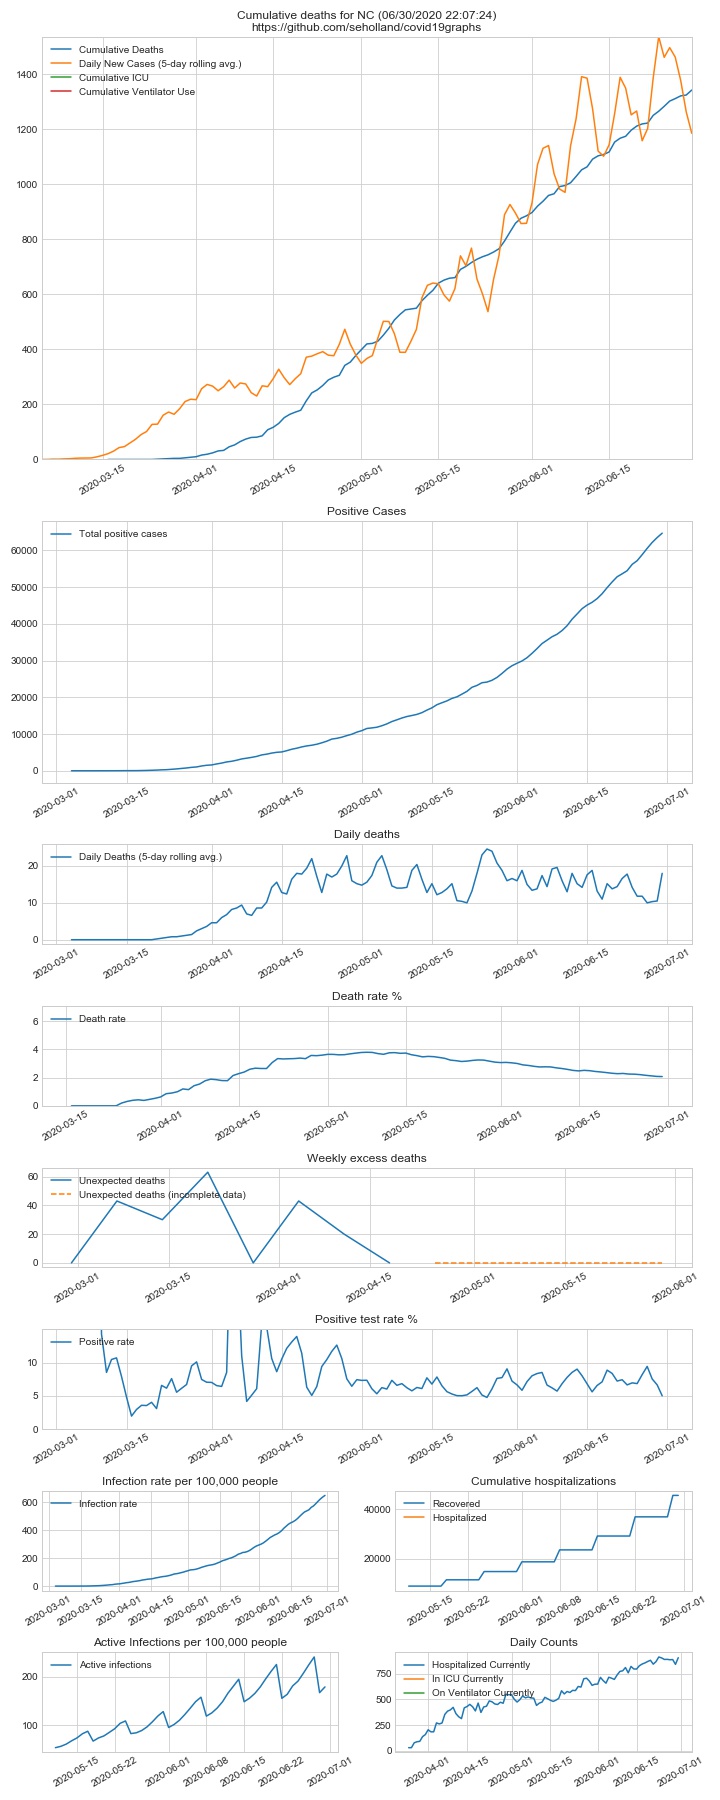 Cumulative deaths for NC (06/30/2020 22:07:24)
https://github.com/seholland/covid19graphs
Cumulative Deaths
Daily New Cases (5-day rolling avg.)
Cumulative ICU
Cumulative Ventilator Use
1400
1200
1000
800
600
400
200
0
2020-03-15 2020-04-01 2020-04-15 2020-05-01 2020-05-15 2020-06-01 2020-06-15
Positive Cases
Total positive cases
60000
50000
40000
30000
20000
10000
0
2020-03-01 2020-03-15 2020-04-01 2020-04-15 2020-05-01 2020-05-15 2020-06-01 2020-06-15 2020-07-01
Daily deaths
Daily Deaths (5-day rolling avg.)
20
10
0
2020-03-01 2020-03-15 2020-04-01 2020-04-15 2020-05-01 2020-05-15 2020-06-01 2020-06-15 2020-07-01
Death rate %
Death rate
6
4
2
0
2020-03-15 2020-04-01 2020-04-15 2020-05-01 2020-05-15 2020-06-01 2020-06-15 2020-07-01
Weekly excess deaths
Unexpected deaths
Unexpected deaths (incomplete data)
60
40
20
0
2020-03-01 2020-03-15 2020-04-01 2020-04-15 2020-05-01 2020-05-15 2020-06-01
Positive test rate %
Positive rate
10
5
0
2020-03-01 2020-03-15 2020-04-01 2020-04-15 2020-05-01 2020-05-15 2020-06-01 2020-06-15 2020-07-01
Infection rate per 100,000 people
Infection rate
600
400
200
0
2020-03-01 2020-03-15 2020-04-01 2020-04-15 2020-05-01 2020-05-15 2020-06-01 2020-06-15 2020-07-01
Cumulative hospitalizations
Recovered
Hospitalized
40000
20000
2020-05-15 2020-05-22 2020-06-01 2020-06-08 2020-06-15 2020-06-22 2020-07-01
Active Infections per 100,000 people
Active infections
200
100
2020-05-15 2020-05-22 2020-06-01 2020-06-08 2020-06-15 2020-06-22 2020-07-01
Daily Counts
Hospitalized Currently
In ICU Currently
On Ventilator Currently
750
500
250
0
2020-04-01 2020-04-15 2020-05-01 2020-05-15 2020-06-01 2020-06-15 2020-07-01